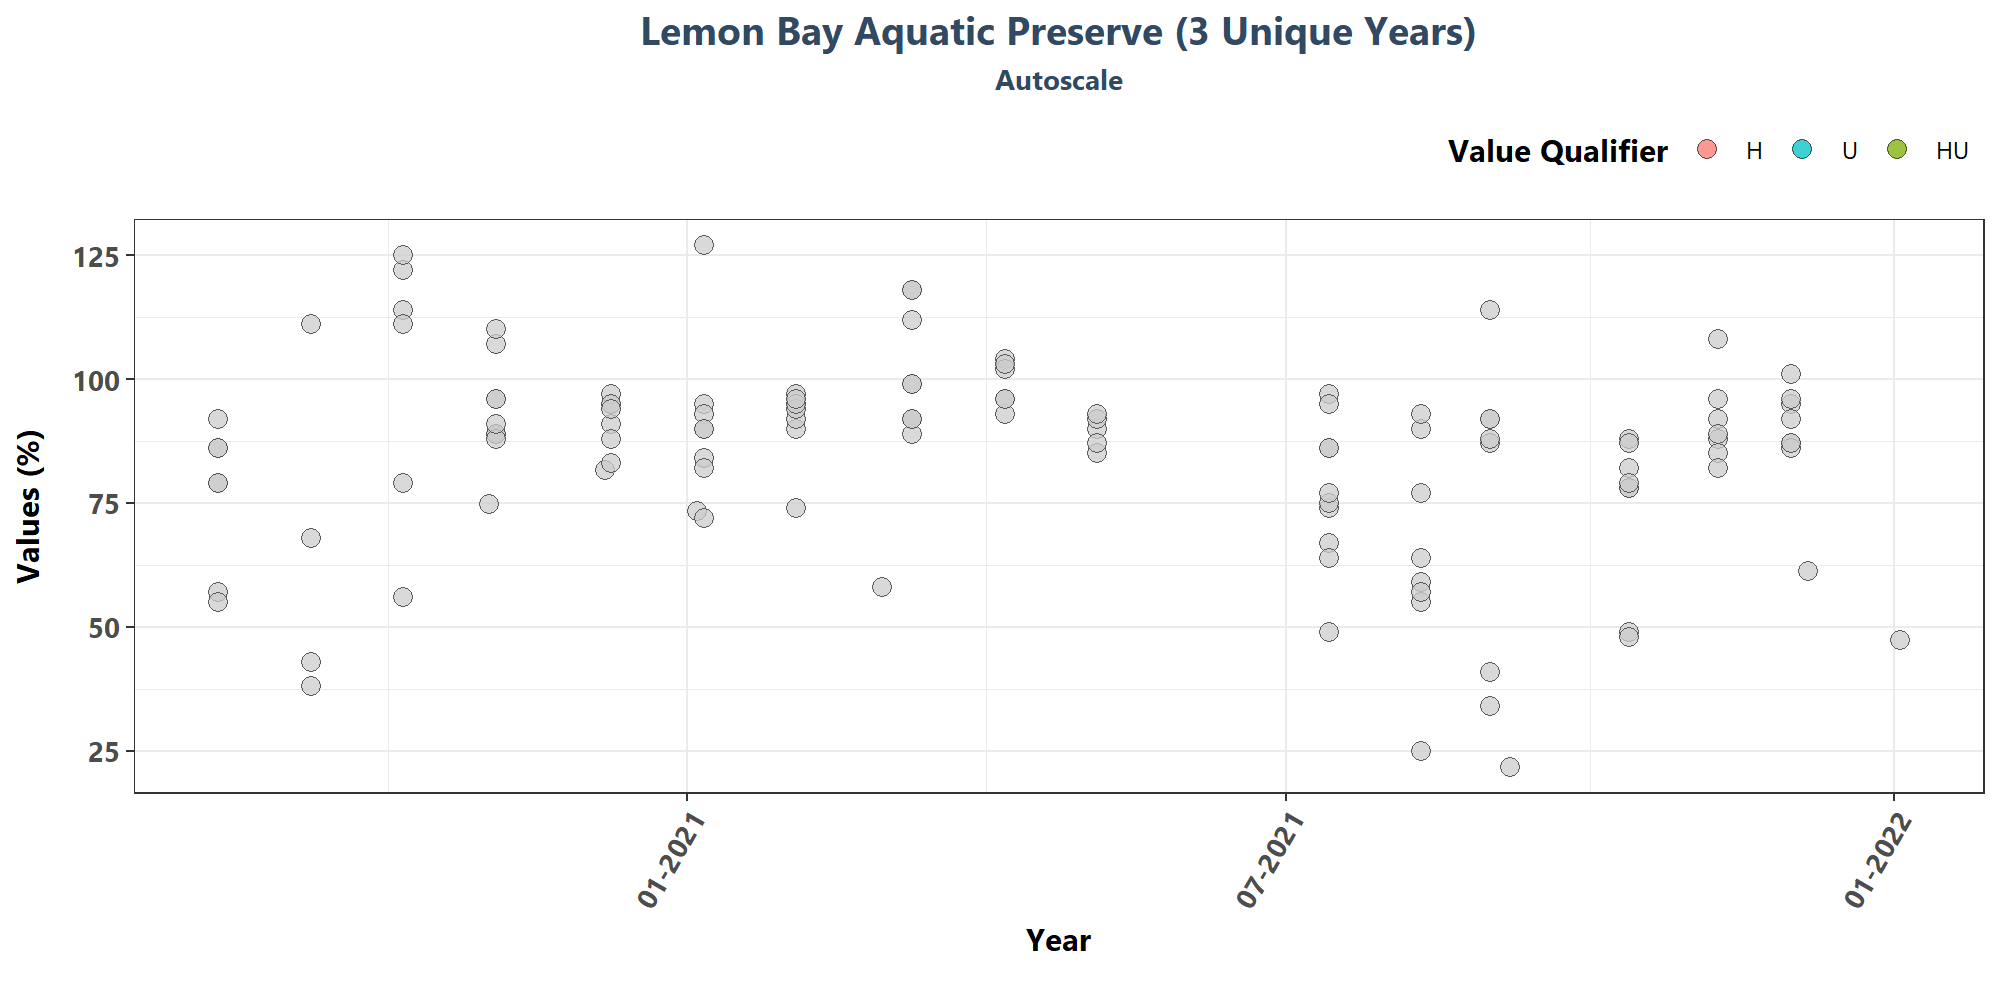 Lemon Bay Aquatic Preserve (3 Unique Years)
Autoscale
Value Qualifier H U HU
Values (%)
125
100
75
50
25
01-2021
07-2021
01-2022
Year